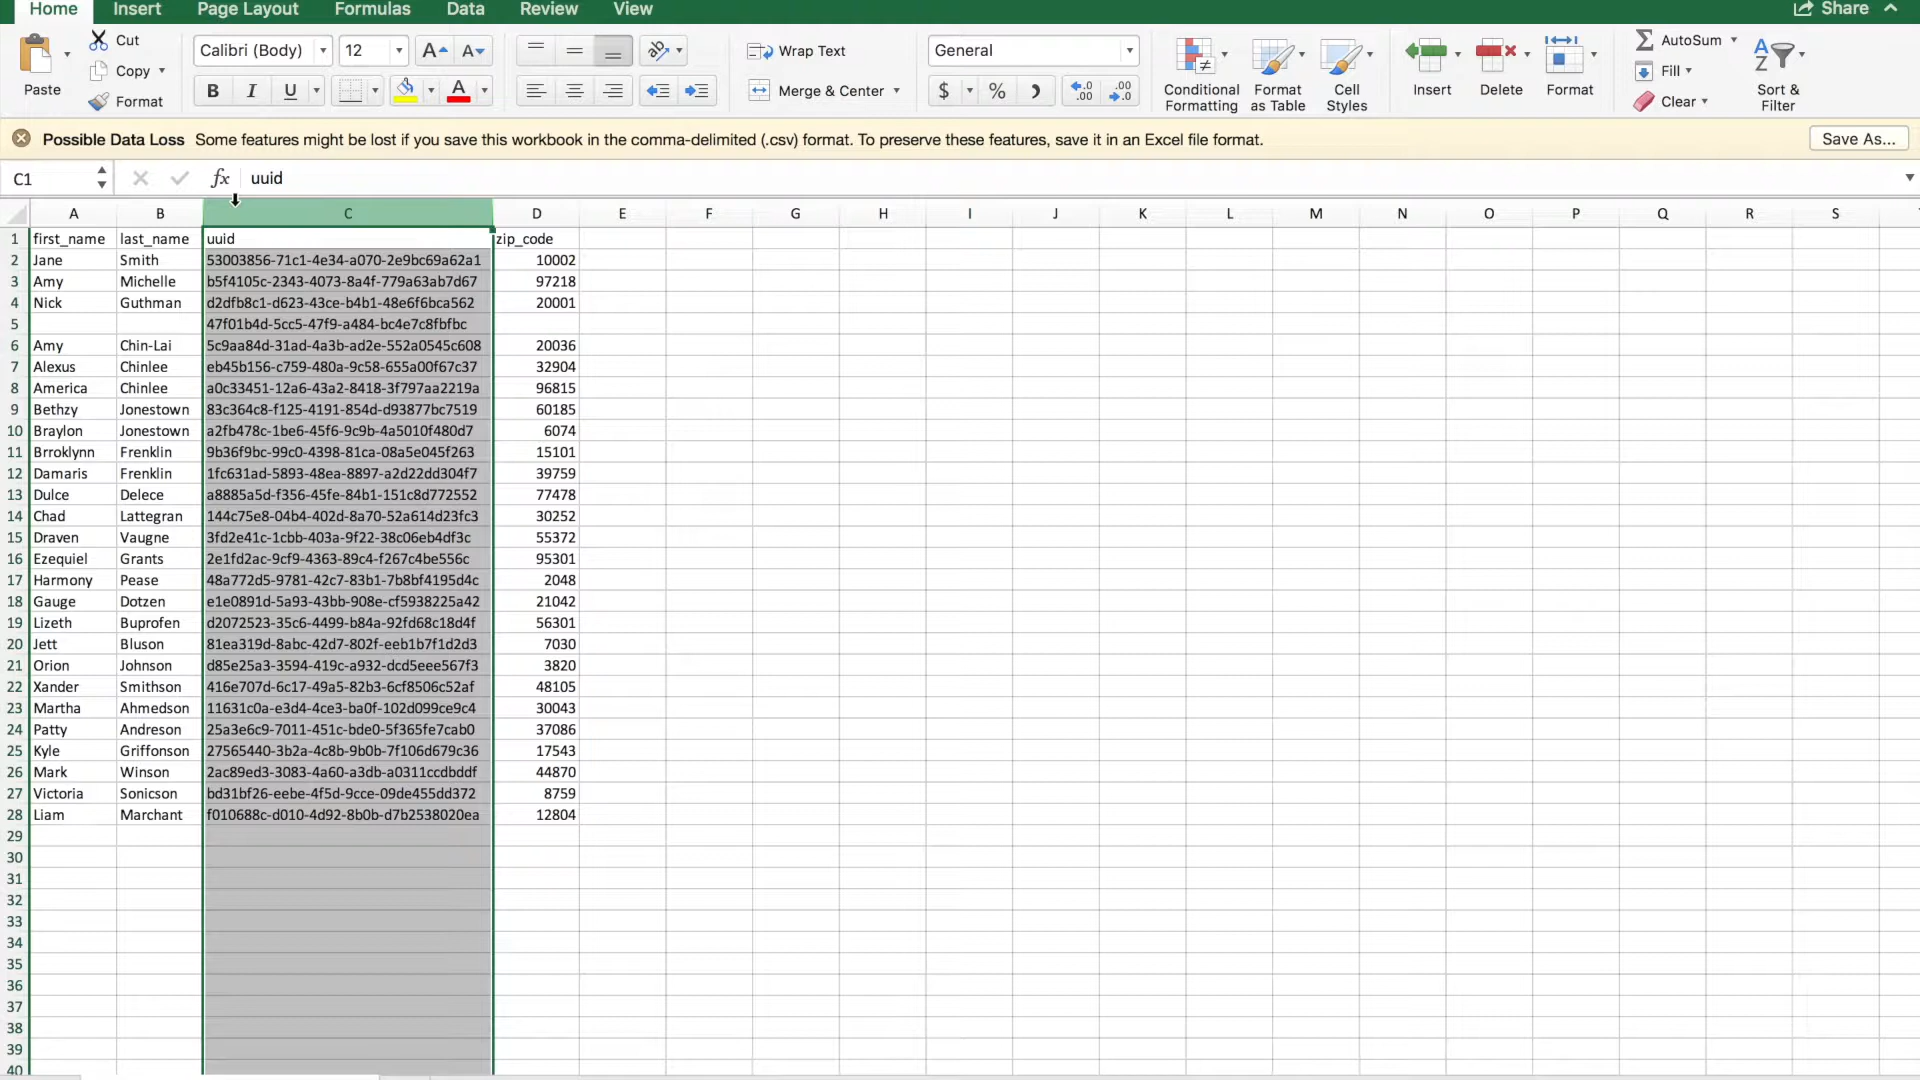 Home Insert Page Layout Formulas Data Review View Share
Cut
Copy
Format
Paste
Calibri (Body) 12
Wrap Text
Merge & Center
General
Conditional Formatting
Format as Table
Cell Styles
Insert
Delete
Format
AutoSum
Fill
Clear
Sort & Filter
Possible Data Loss Some features might be lost if you save this workbook in the comma-delimited (.csv) format. To preserve these features, save it in an Excel file format. Save As...
C1 fx uuid
A B C D E F G H I J K L M N O P Q R S
1 first_name last_name uuid zip_code
2 Jane Smith 53003856-71c1-4e34-a070-2e9bc69a62a1 10002
3 Amy Michelle b5f4105c-2343-4073-8a4f-779a63ab7d67 97218
4 Nick Guthman d2dfb8c1-d623-43ce-b4b1-48e6f6bca562 20001
5 47f01b4d-5cc5-47f9-a484-bc4e7c8fbfbc
6 Amy Chin-Lai 5c9aa84d-31ad-4a3b-ad2e-552a0545c608 20036
7 Alexus Chinlee eb45b156-c759-480a-9c58-655a00f67c37 32904
8 America Chinlee a0c33451-12a6-43a2-8418-3f797aa2219a 96815
9 Bethzy Jonestown 83c364c8-f125-4191-854d-d93877bc7519 60185
10 Braylon Jonestown a2fb478c-1be6-45f6-9c9b-4a5010f480d7 6074
11 Brroklynn Frenklin 9b36f9bc-99c0-4398-81ca-08a5e045f263 15101
12 Damaris Frenklin 1fc631ad-5893-48ea-8897-a2d22dd304f7 39759
13 Dulce Delece a8885a5d-f356-45fe-84b1-151c8d772552 77478
14 Chad Lattegran 144c75e8-04b4-402d-8a70-52a614d23fc3 30252
15 Draven Vaugne 3fd2e41c-1cbb-403a-9f22-38c06eb4df3c 55372
16 Ezequiel Grants 2e1fd2ac-9cf9-4363-89c4-f267c4be556c 95301
17 Harmony Pease 48a772d5-9781-42c7-83b1-7b8bf4195d4c 2048
18 Gauge Dotzen e1e0891d-5a93-43bb-908e-cf5938225a42 21042
19 Lizeth Buprofen d2072523-35c6-4499-b84a-92fd68c18d4f 56301
20 Jett Bluson 81ea319d-8abc-42d7-802f-eeb1b7f1d2d3 7030
21 Orion Johnson d85e25a3-3594-419c-a932-dcd5eee567f3 3820
22 Xander Smithson 416e707d-6c17-49a5-82b3-6cf8506c52af 48105
23 Martha Ahmedson 11631c0a-e3d4-4ce3-ba0f-102d099ce9c4 30043
24 Patty Andreson 25a3e6c9-7011-451c-bde0-5f365fe7cab0 37086
25 Kyle Griffonson 27565440-3b2a-4c8b-9b0b-7f106d679c36 17543
26 Mark Winson 2ac89ed3-3083-4a60-a3db-a0311ccdbddf 44870
27 Victoria Sonicson bd31bf26-eebe-4f5d-9cce-09de455dd372 8759
28 Liam Marchant f010688c-d010-4d92-8b0b-d7b2538020ea 12804
29
30
31
32
33
34
35
36
37
38
39
40